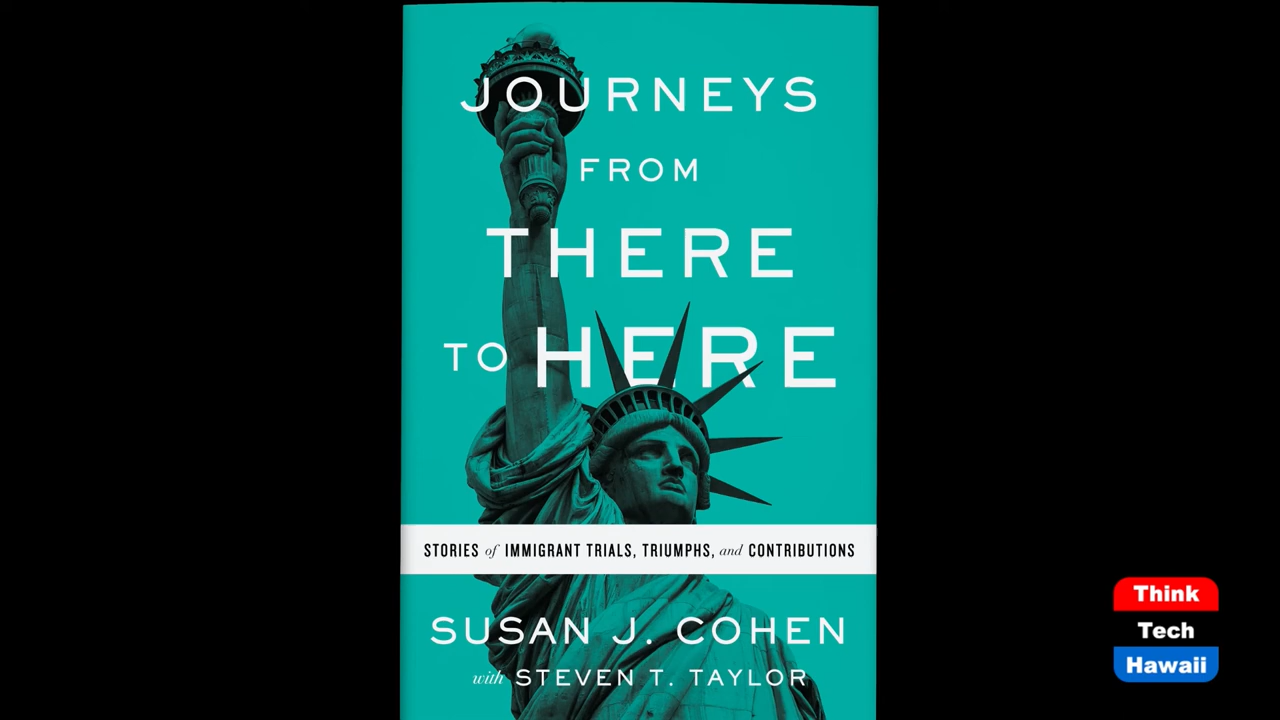 JOURNEYS
FROM
THERE
TO HERE
STORIES of IMMIGRANT TRIALS, TRIUMPHS, and CONTRIBUTIONS
SUSAN J. COHEN
with STEVEN T. TAYLOR
Think
Tech
Hawaii